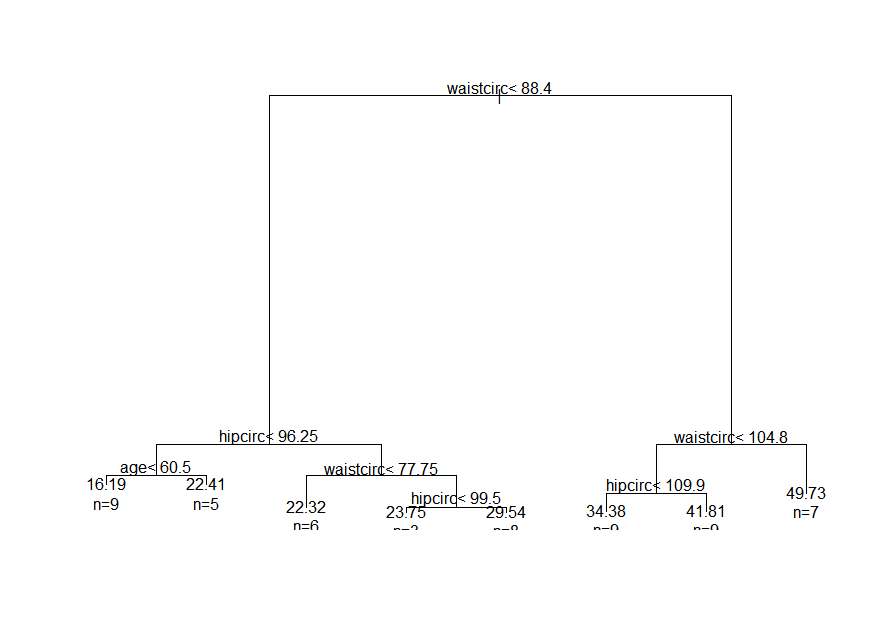 waistcirc< 88.4
hipcirc< 96.25
waistcirc< 104.8
age< 60.5
waistcirc< 77.75
hipcirc< 109.9
hipcirc< 99.5
16.19
n=9
22.41
n=5
22.32
n=6
23.75
29.54
34.38
41.81
49.73
n=7